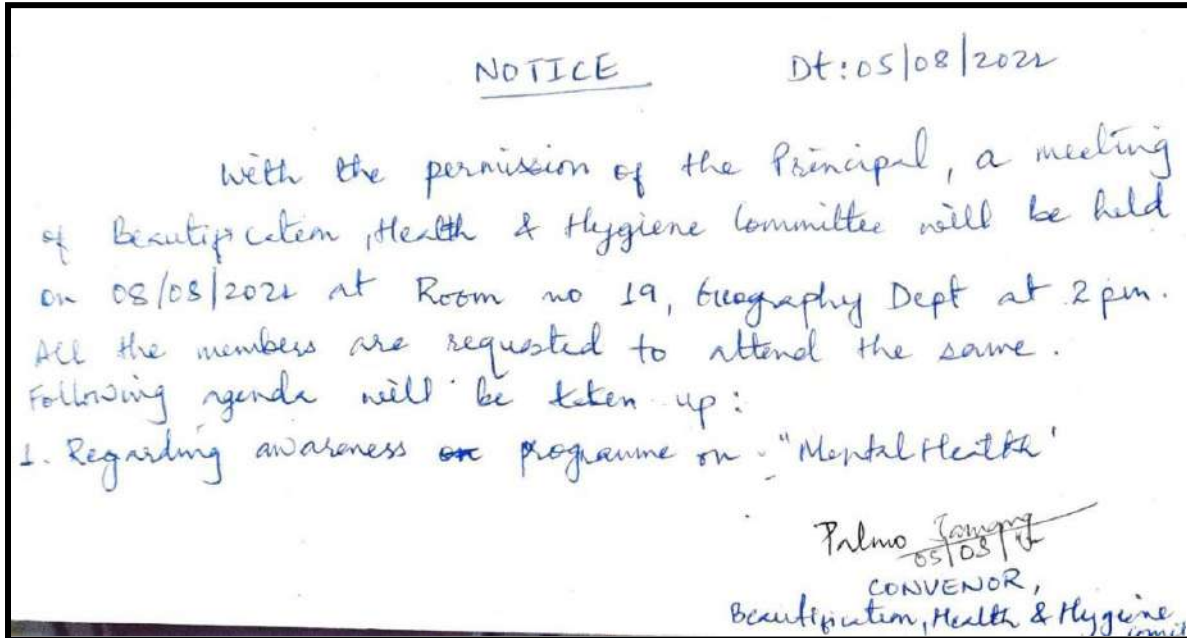 NOTICE Dt: 05/08/2022
With the permission of the Principal, a meeting
of Beautification, Health & Hygiene Committee will be held
on 08/08/2022 at Room no 19, Geography Dept at 2 pm.
All the members are requested to attend the same.
Following agenda will be taken up:
1. Regarding awareness programme on "Mental Health'
Palmo Tamang
05/08/22
CONVENOR,
Beautification, Health & Hygiene